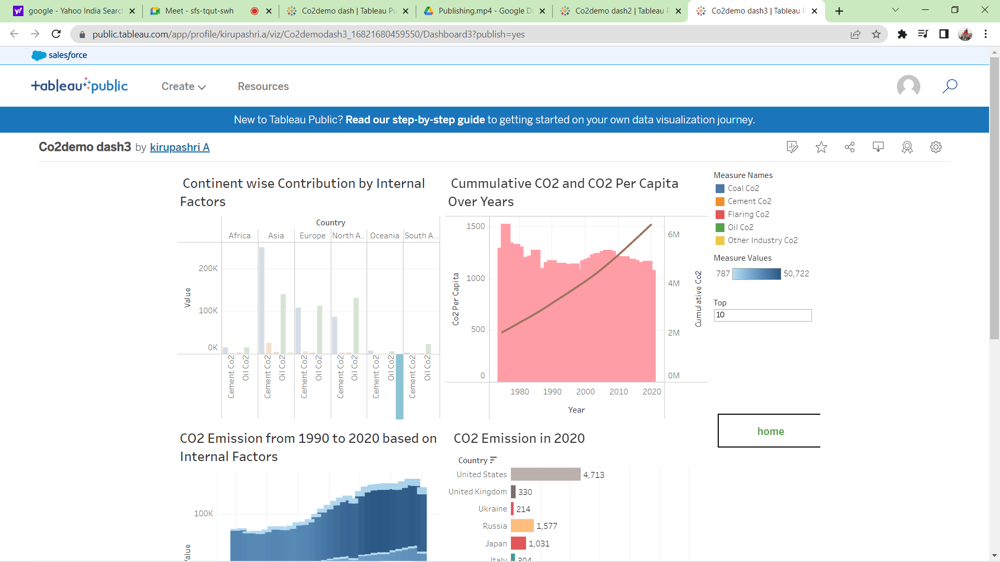 google - Yahoo India Searc
Meet - sfs-tqut-swh
Co2demo dash | Tableau Pu
Publishing.mp4 - Google Dr
Co2demo dash2 | Tableau P
Co2demo dash3 | Tableau P
public.tableau.com/app/profile/kirupashri.a/viz/Co2demodash3_16821680459550/Dashboard3?publish=yes
salesforce
+ableau public
Create
Resources
New to Tableau Public? Read our step-by-step guide to getting started on your own data visualization journey.
Co2demo dash3 by kirupashri A
Continent wise Contribution by Internal
Factors
Country
Africa
Asia
Europe
North A..
Oceania
South A..
Value
200K
100K
0K
Cement Co2
Oil Co2
Cement Co2
Oil Co2
Cement Co2
Oil Co2
Cement Co2
Oil Co2
Cement Co2
Oil Co2
Cement Co2
Oil Co2
Cummulative CO2 and CO2 Per Capita
Over Years
Co2 Per Capita
1500
1000
500
0
6M
4M
2M
0M
Cumulative Co2
1980
1990
2000
2010
2020
Year
Measure Names
Coal Co2
Cement Co2
Flaring Co2
Oil Co2
Other Industry Co2
Measure Values
787
50,722
Top
10
home
CO2 Emission from 1990 to 2020 based on
Internal Factors
100K
Value
CO2 Emission in 2020
Country
United States 4,713
United Kingdom 330
Ukraine 214
Russia 1,577
Japan 1,031
Italy 304